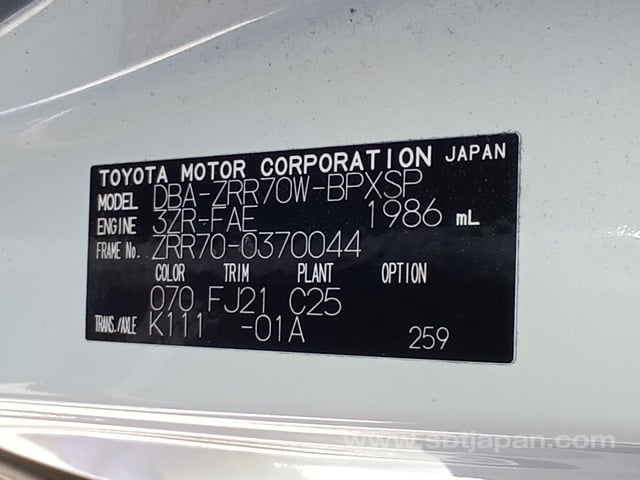 TOYOTA MOTOR CORPORATION JAPAN
MODEL DBA-ZRR70W-BPXSP
ENGINE 3ZR-FAE 1986 mL
FRAME No. ZRR70-0370044
COLOR TRIM PLANT OPTION
070 FJ21 C25
TRANS./AXLE K111 -01A 259
www.sbtjapan.com